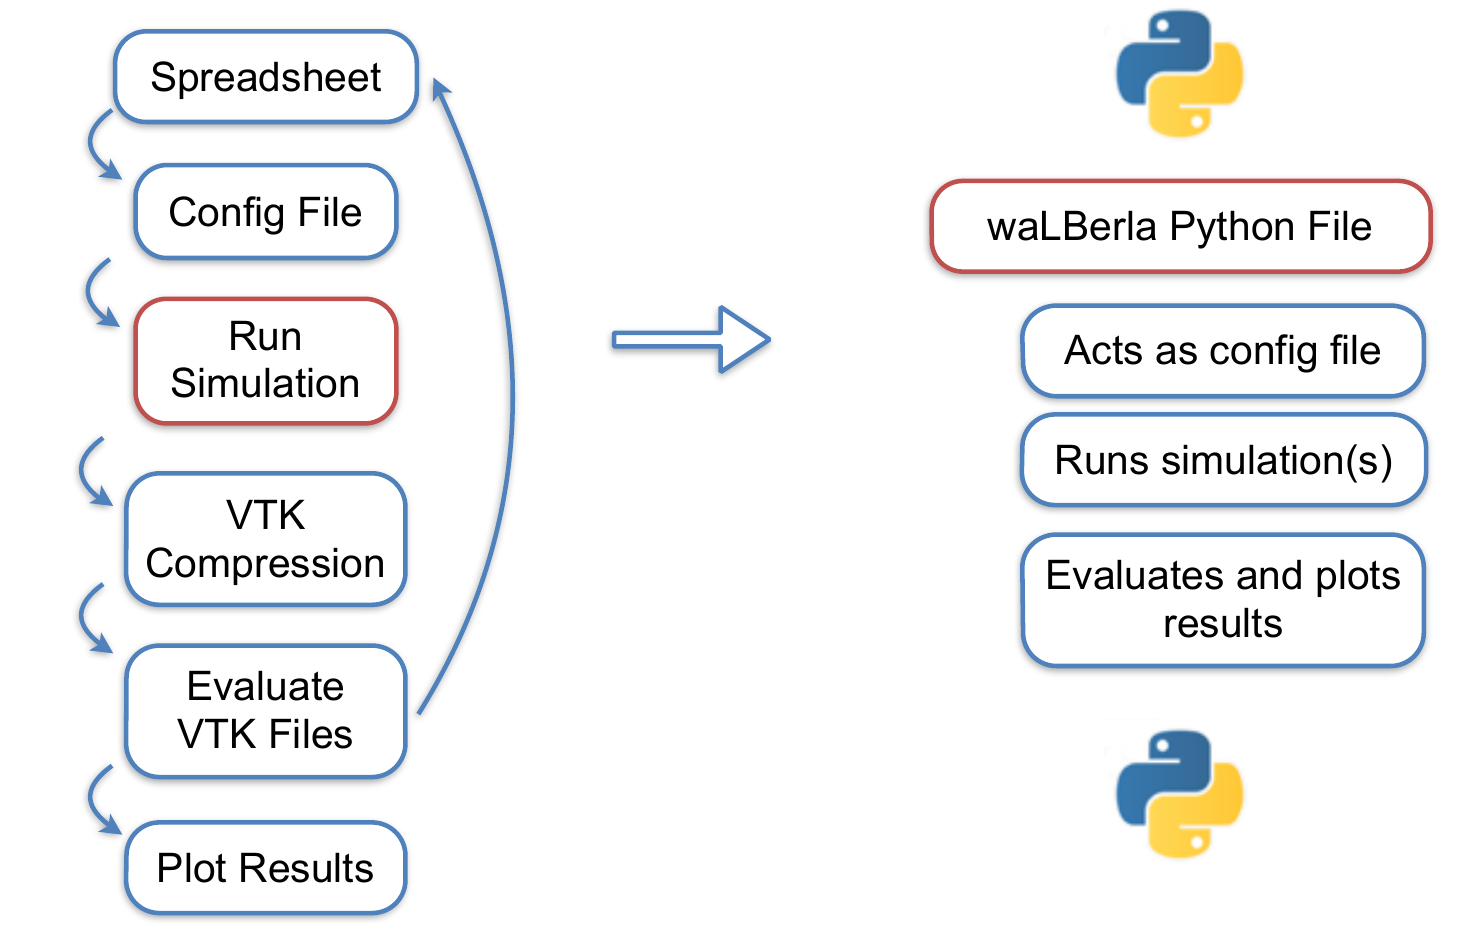 Spreadsheet
Config File
Run
Simulation
VTK
Compression
Evaluate
VTK Files
Plot Results
waLBerla Python File
Acts as config file
Runs simulation(s)
Evaluates and plots
results